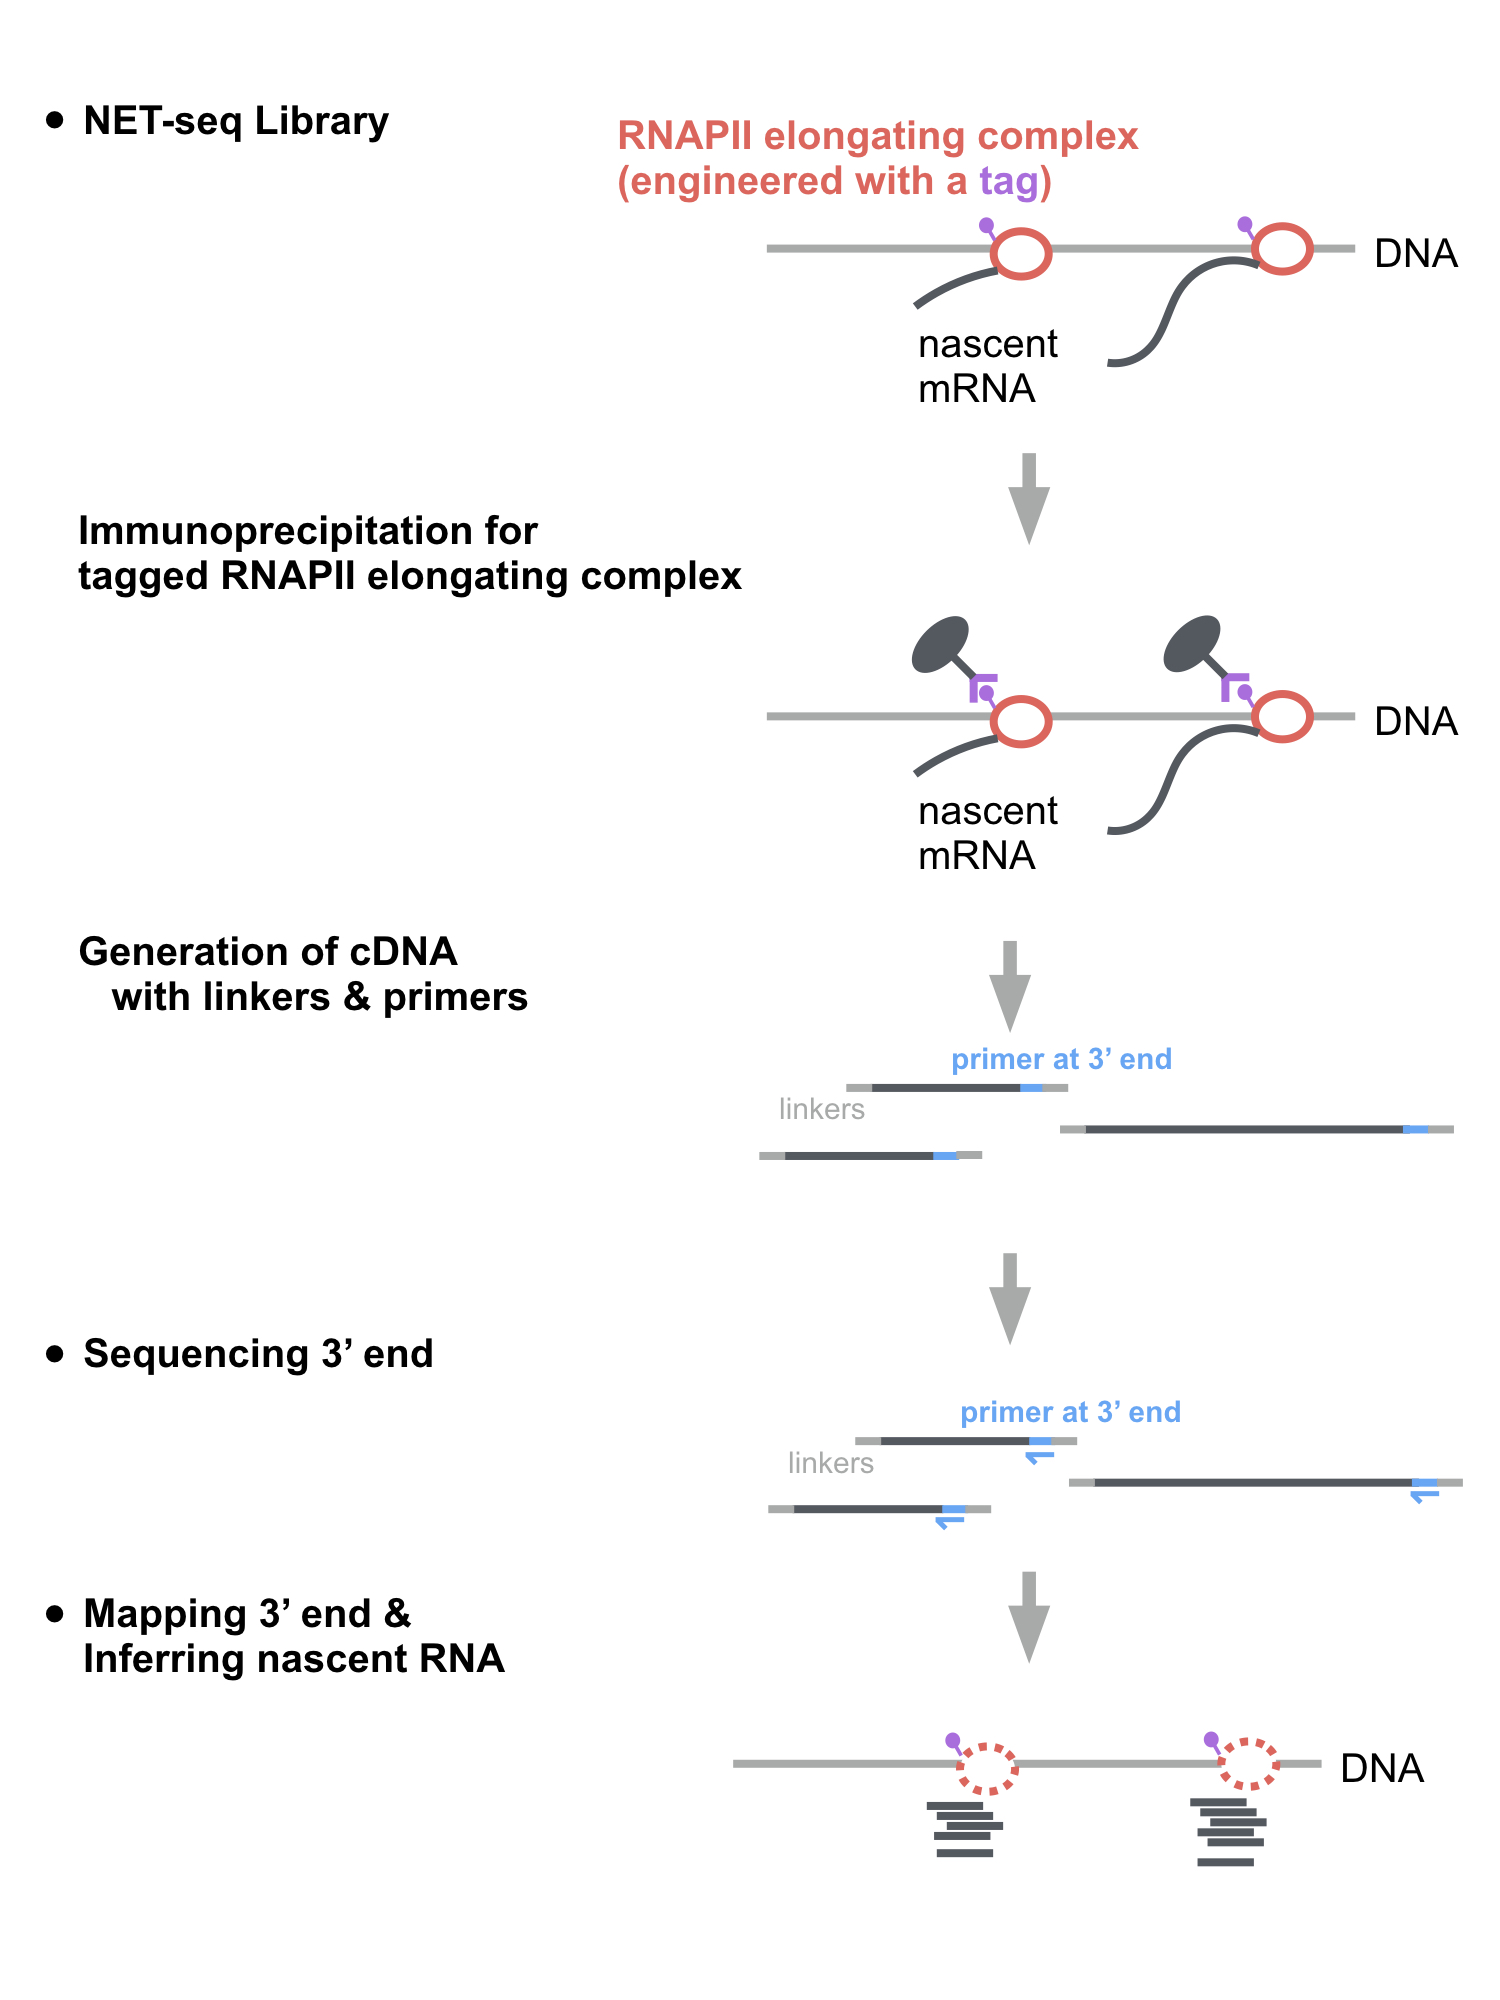 • NET-seq Library
RNAPII elongating complex
(engineered with a tag)
DNA
nascent
mRNA
Immunoprecipitation for
tagged RNAPII elongating complex
DNA
nascent
mRNA
Generation of cDNA
with linkers & primers
primer at 3’ end
linkers
• Sequencing 3’ end
primer at 3’ end
linkers
• Mapping 3’ end &
Inferring nascent RNA
DNA